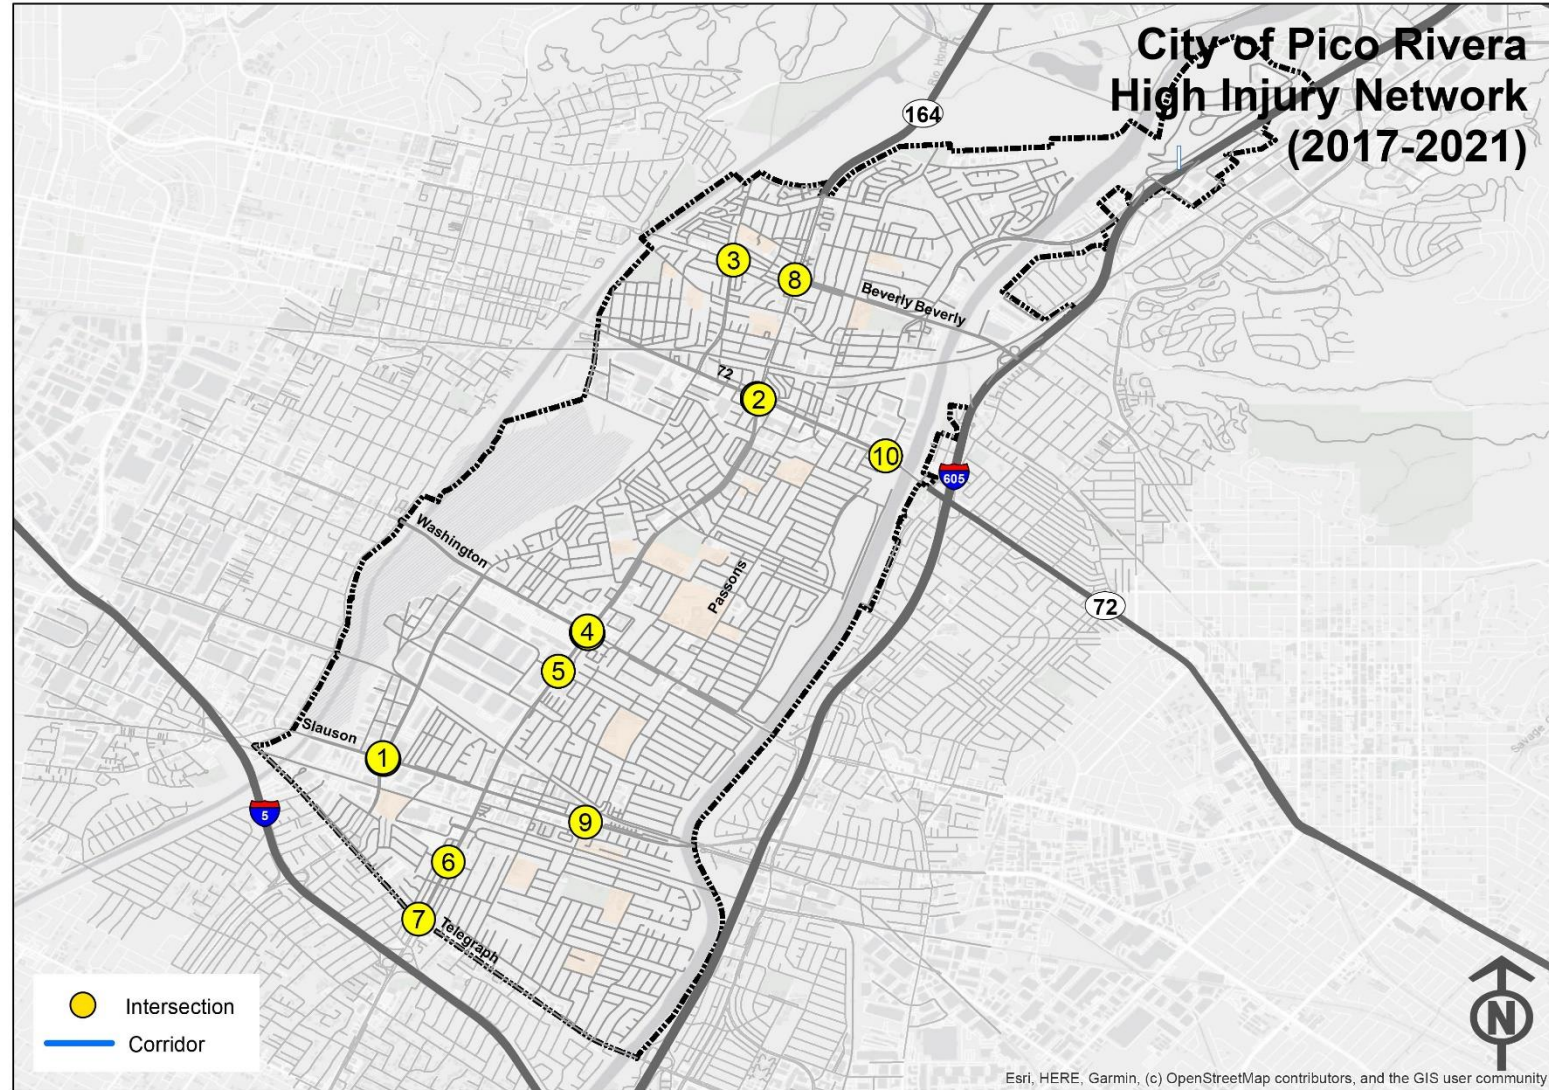 City of Pico Rivera
High Injury Network
(2017-2021)
Rio Hondo
164
3
8
Beverly Beverly
72
2
10
605
Washington
Passons
72
4
5
Slauson
1
5
9
6
7
Telegraph
Intersection
Corridor
N
Esri, HERE, Garmin, (c) OpenStreetMap contributors, and the GIS user community